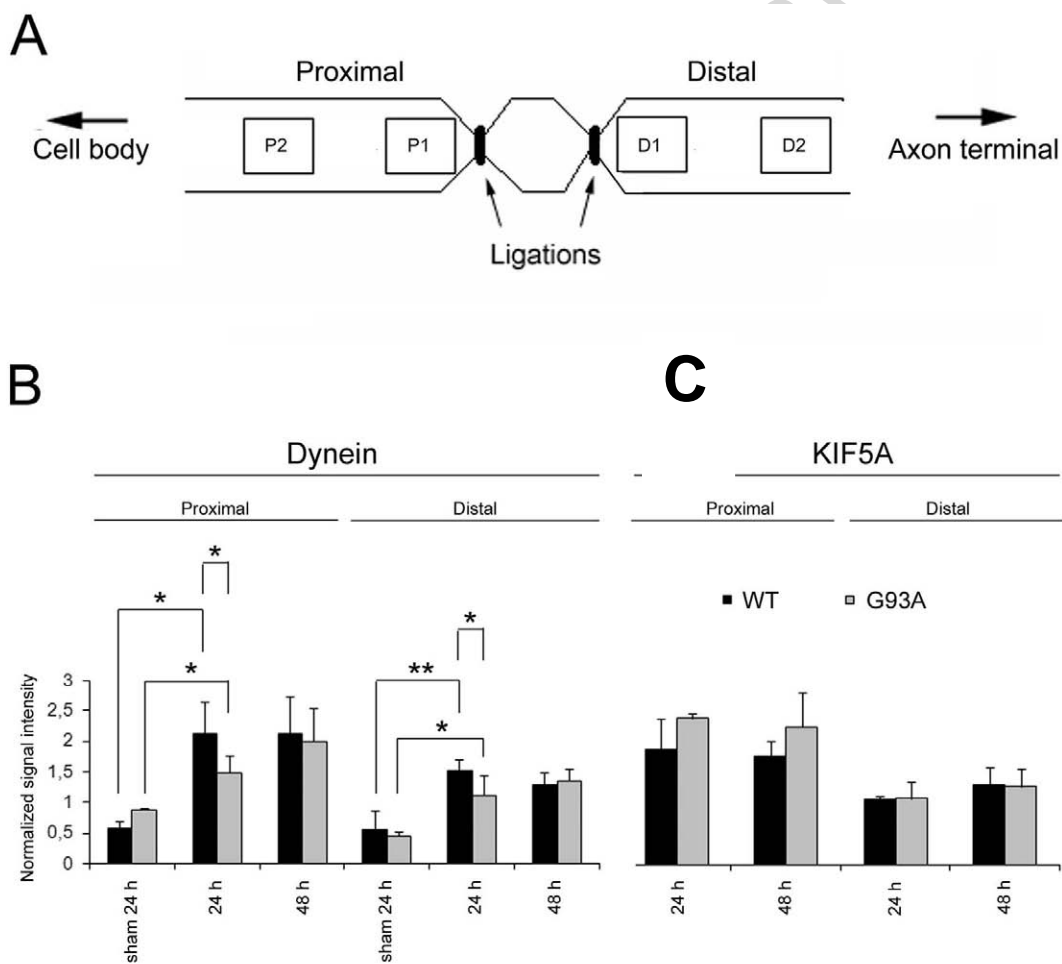 A
Proximal
Distal
Cell body
P2
P1
D1
D2
Axon terminal
Ligations
B
C
Dynein
KIF5A
Proximal
Distal
Proximal
Distal
*
*
*
*
**
*
WT
G93A
Normalized signal intensity
3
2,5
2
1,5
1
0,5
0
sham 24 h
24 h
48 h
sham 24 h
24 h
48 h
24 h
48 h
24 h
48 h